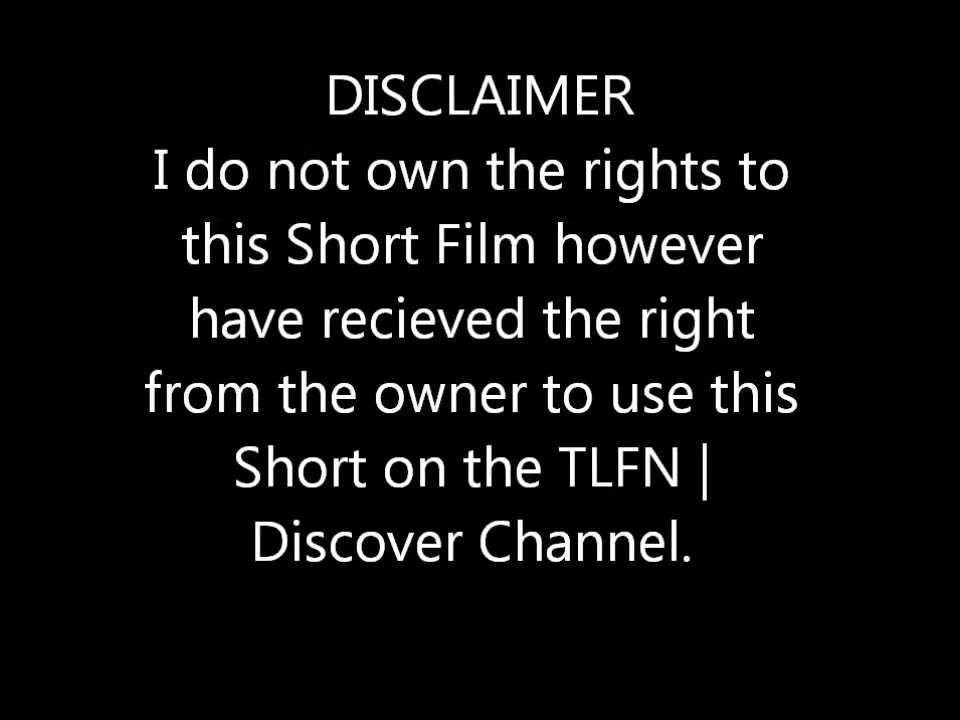 DISCLAIMER
I do not own the rights to
this Short Film however
have recieved the right
from the owner to use this
Short on the TLFN |
Discover Channel.